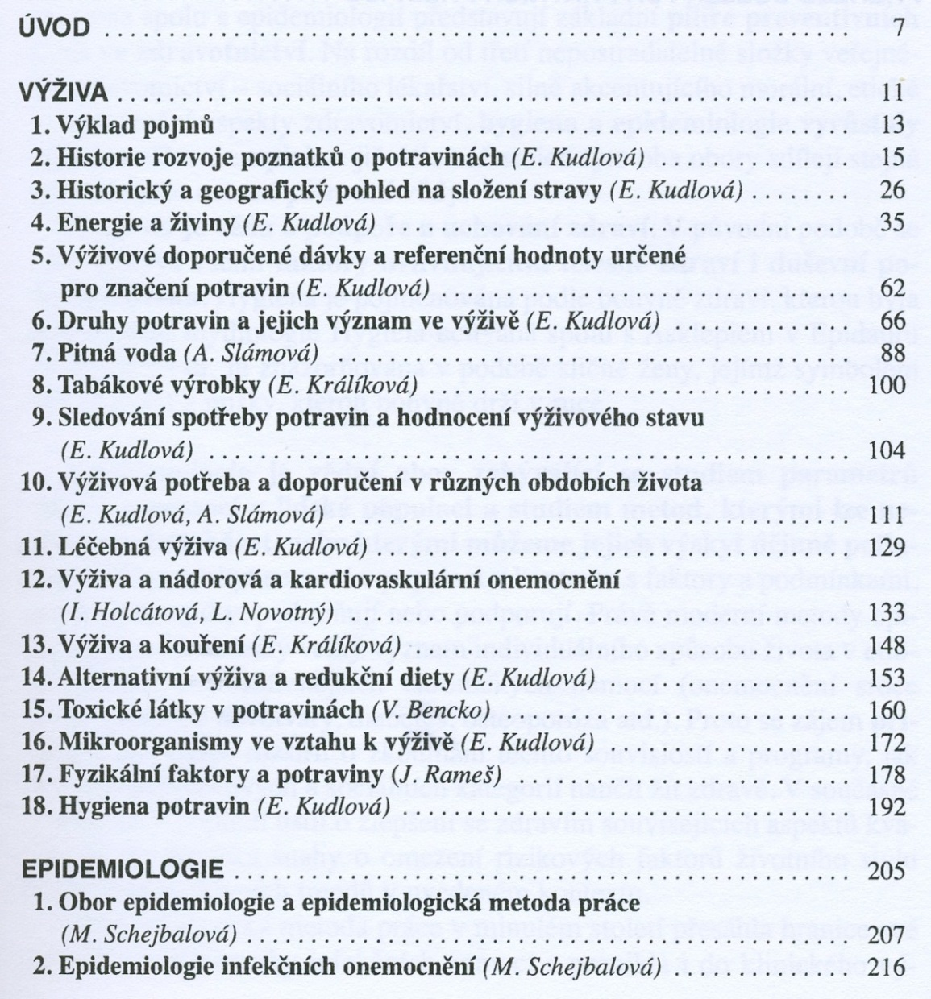 ÚVOD ........ 7
VÝŽIVA ........ 11
1. Výklad pojmů ........ 13
2. Historie rozvoje poznatků o potravinách (E. Kudlová) ........ 15
3. Historický a geografický pohled na složení stravy (E. Kudlová) ........ 26
4. Energie a živiny (E. Kudlová) ........ 35
5. Výživové doporučené dávky a referenční hodnoty určené
pro značení potravin (E. Kudlová) ........ 62
6. Druhy potravin a jejich význam ve výživě (E. Kudlová) ........ 66
7. Pitná voda (A. Slámová) ........ 88
8. Tabákové výrobky (E. Králíková) ........ 100
9. Sledování spotřeby potravin a hodnocení výživového stavu
(E. Kudlová) ........ 104
10. Výživová potřeba a doporučení v různých obdobích života
(E. Kudlová, A. Slámová) ........ 111
11. Léčebná výživa (E. Kudlová) ........ 129
12. Výživa a nádorová a kardiovaskulární onemocnění
(I. Holcátová, L. Novotný) ........ 133
13. Výživa a kouření (E. Králíková) ........ 148
14. Alternativní výživa a redukční diety (E. Kudlová) ........ 153
15. Toxické látky v potravinách (V. Bencko) ........ 160
16. Mikroorganismy ve vztahu k výživě (E. Kudlová) ........ 172
17. Fyzikální faktory a potraviny (J. Rameš) ........ 178
18. Hygiena potravin (E. Kudlová) ........ 192
EPIDEMIOLOGIE ........ 205
1. Obor epidemiologie a epidemiologická metoda práce
(M. Schejbalová) ........ 207
2. Epidemiologie infekčních onemocnění (M. Schejbalová) ........ 216